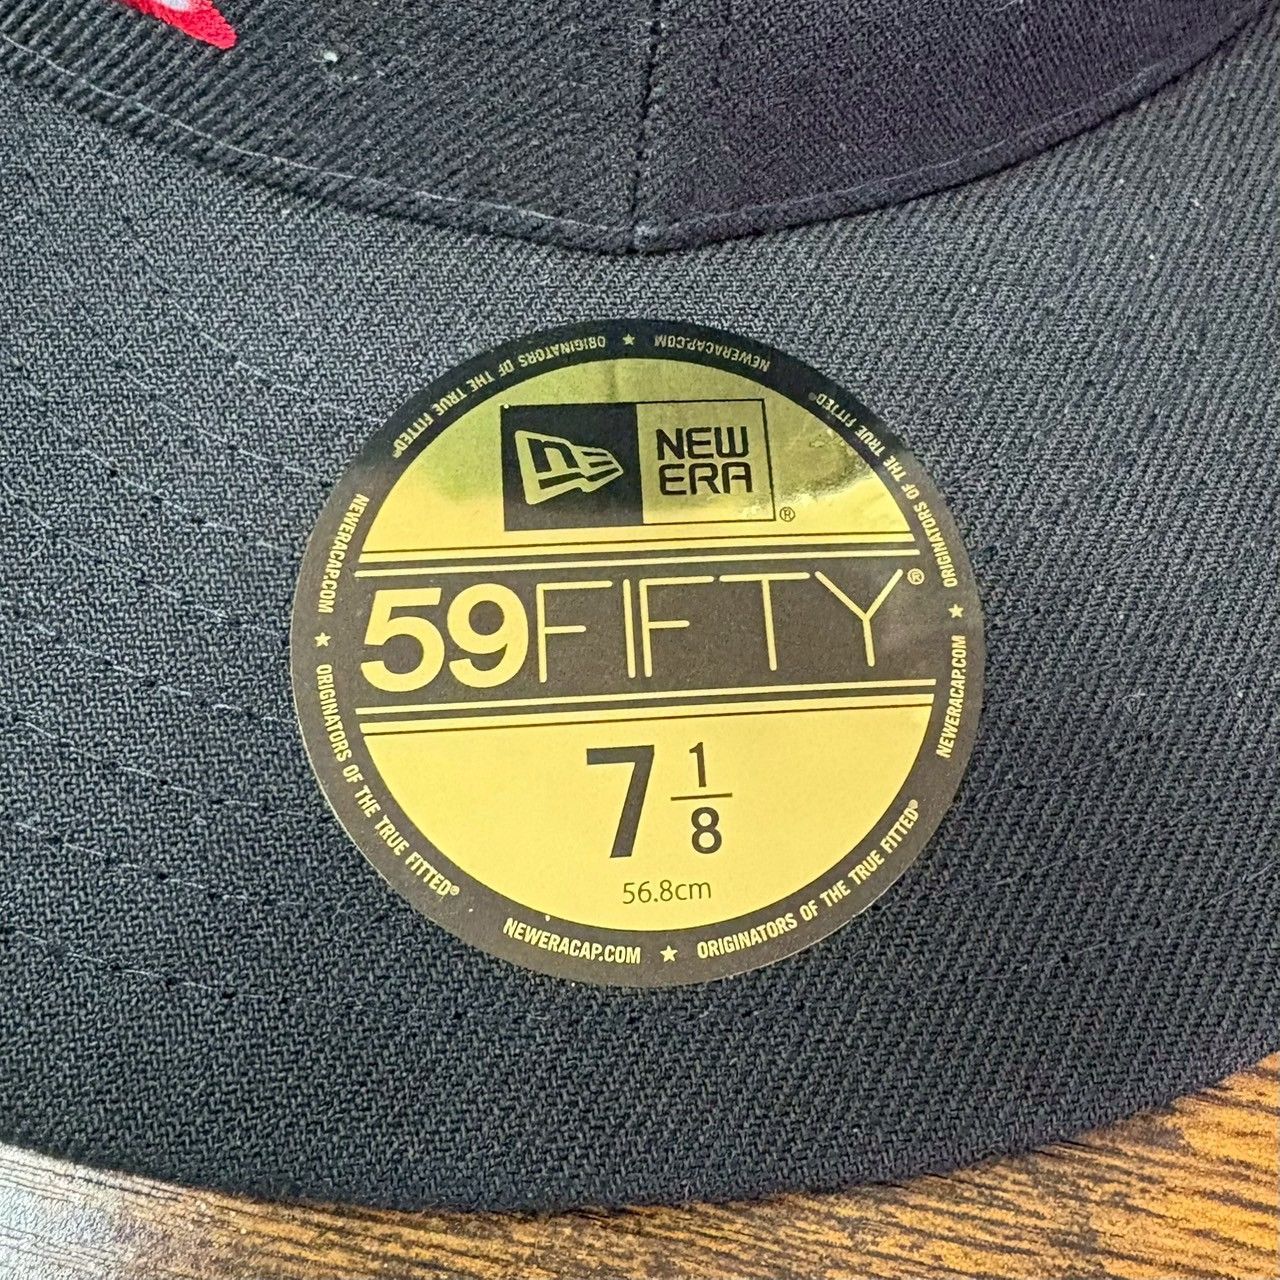 NEWERACAP.COM ★ ORIGINATORS OF THE TRUE FITTED®
NEWERACAP.COM ★ ORIGINATORS OF THE TRUE FITTED®
NEW
ERA
®
59FIFTY®
7 1/8
56.8cm
NEWERACAP.COM ★ ORIGINATORS OF THE TRUE FITTED®
NEWERACAP.COM ★ ORIGINATORS OF THE TRUE FITTED®